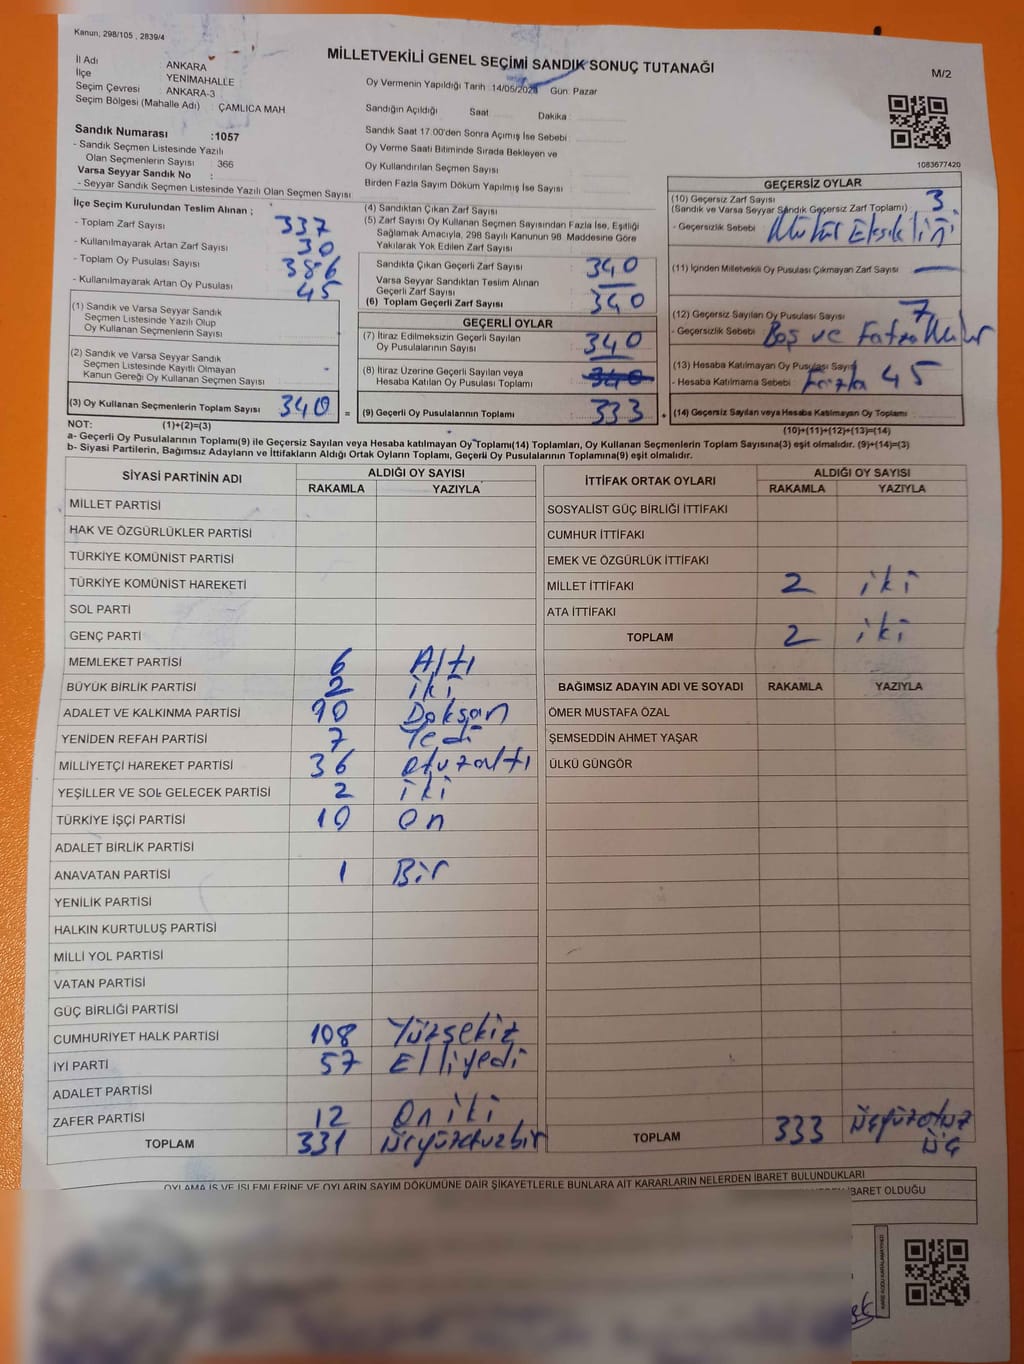 Kanun, 298/105 , 2839/4
MİLLETVEKİLİ GENEL SEÇİMİ SANDIK SONUÇ TUTANAĞI
M/2
İl Adı ANKARA
İlçe YENİMAHALLE
Seçim Çevresi ANKARA-3
Seçim Bölgesi (Mahalle Adı) : ÇAMLICA MAH
Sandık Numarası :1057
- Sandık Seçmen Listesinde Yazılı
Olan Seçmenlerin Sayısı : 366
Varsa Seyyar Sandık No :
- Seyyar Sandık Seçmen Listesinde Yazılı Olan Seçmen Sayısı
Oy Vermenin Yapıldığı Tarih :14/05/2023 Gün: Pazar
Sandığın Açıldığı Saat Dakika :
Sandık Saat 17.00'den Sonra Açımış İse Sebebi :
Oy Verme Saati Bitiminde Sırada Bekleyen ve
Oy Kullandırılan Seçmen Sayısı :
Birden Fazla Sayım Döküm Yapılmış İse Sayısı :
1083677420
İlçe Seçim Kurulundan Teslim Alınan ;
- Toplam Zarf Sayısı : 337
- Kullanılmayarak Artan Zarf Sayısı : 30
- Toplam Oy Pusulası Sayısı : 386
- Kullanılmayarak Artan Oy Pusulası : 45
(1) Sandık ve Varsa Seyyar Sandık
Seçmen Listesinde Yazılı Olup
Oy Kullanan Seçmenlerin Sayısı :
(2) Sandık ve Varsa Seyyar Sandık
Seçmen Listesinde Kayıtlı Olmayan
Kanun Gereği Oy Kullanan Seçmen Sayısı :
(3) Oy Kullanan Seçmenlerin Toplam Sayısı : 340 =
(4) Sandıktan Çıkan Zarf Sayısı
(5) Zarf Sayısı Oy Kullanan Seçmen Sayısından Fazla İse, Eşitliği
Sağlamak Amacıyla, 298 Sayılı Kanunun 98. Maddesine Göre
Yakılarak Yok Edilen Zarf Sayısı :
Sandıkta Çıkan Geçerli Zarf Sayısı : 340
Varsa Seyyar Sandıktan Teslim Alınan
Geçerli Zarf Sayısı :
(6) Toplam Geçerli Zarf Sayısı : 340
GEÇERLİ OYLAR
(7) İtiraz Edilmeksizin Geçerli Sayılan
Oy Pusulalarının Sayısı : 340
(8) İtiraz Üzerine Geçerli Sayılan veya
Hesaba Katılan Oy Pusulası Toplamı : 340
(9) Geçerli Oy Pusulalarının Toplamı : 333 +
GEÇERSİZ OYLAR
(10) Geçersiz Zarf Sayısı
(Sandık ve Varsa Seyyar Sandık Geçersiz Zarf Toplamı) : 3
- Geçersizlik Sebebi : Mühür Eksikliği
(11) İçinden Milletvekili Oy Pusulası Çıkmayan Zarf Sayısı : —
(12) Geçersiz Sayılan Oy Pusulası Sayısı : 7
- Geçersizlik Sebebi : Boş ve Fatza
(13) Hesaba Katılmayan Oy Pusulası Sayısı
- Hesaba Katılmama Sebebi : Fazla 45
(14) Geçersiz Sayılan veya Hesaba Katılmayan Oy Toplamı :
NOT: (1)+(2)=(3) (10)+(11)+(12)+(13)=(14)
a- Geçerli Oy Pusulalarının Toplamı(9) ile Geçersiz Sayılan veya Hesaba katılmayan Oy Toplamı(14) Toplamları, Oy Kullanan Seçmenlerin Toplam Sayısına(3) eşit olmalıdır. (9)+(14)=(3)
b- Siyasi Partilerin, Bağımsız Adayların ve İttifakların Aldığı Ortak Oyların Toplamı, Geçerli Oy Pusulalarının Toplamına(9) eşit olmalıdır.
SİYASİ PARTİNİN ADI ALDIĞI OY SAYISI
RAKAMLA YAZIYLA
MİLLET PARTİSİ
HAK VE ÖZGÜRLÜKLER PARTİSİ
TÜRKİYE KOMÜNİST PARTİSİ
TÜRKİYE KOMÜNİST HAREKETİ
SOL PARTİ
GENÇ PARTİ
MEMLEKET PARTİSİ 6 Altı
BÜYÜK BİRLİK PARTİSİ 2 iki
ADALET VE KALKINMA PARTİSİ 90 Doksan
YENİDEN REFAH PARTİSİ 7 Yedi
MİLLİYETÇİ HAREKET PARTİSİ 36 otuzaltı
YEŞİLLER VE SOL GELECEK PARTİSİ 2 iki
TÜRKİYE İŞÇİ PARTİSİ 10 On
ADALET BİRLİK PARTİSİ
ANAVATAN PARTİSİ 1 Bir
YENİLİK PARTİSİ
HALKIN KURTULUŞ PARTİSİ
MİLLİ YOL PARTİSİ
VATAN PARTİSİ
GÜÇ BİRLİĞİ PARTİSİ
CUMHURİYET HALK PARTİSİ 108 Yüzsekiz
İYİ PARTİ 57 Elliyedi
ADALET PARTİSİ
ZAFER PARTİSİ 12 On iki
TOPLAM 331 üçyüzotuzbir
İTTİFAK ORTAK OYLARI ALDIĞI OY SAYISI
RAKAMLA YAZIYLA
SOSYALİST GÜÇ BİRLİĞİ İTTİFAKI
CUMHUR İTTİFAKI
EMEK VE ÖZGÜRLÜK İTTİFAKI
MİLLET İTTİFAKI 2 iki
ATA İTTİFAKI
TOPLAM 2 iki
BAĞIMSIZ ADAYIN ADI VE SOYADI RAKAMLA YAZIYLA
ÖMER MUSTAFA ÖZAL
ŞEMSEDDİN AHMET YAŞAR
ÜLKÜ GÜNGÖR
TOPLAM 333 üçyüzotuz
üç
OYLAMA İŞ VE İŞLEMLERİNE VE OYLARIN SAYIM DÖKÜMÜNE DAİR ŞİKAYETLERLE BUNLARA AİT KARARLARIN NELERDEN İBARET BULUNDUKLARI
İBARET OLDUĞU